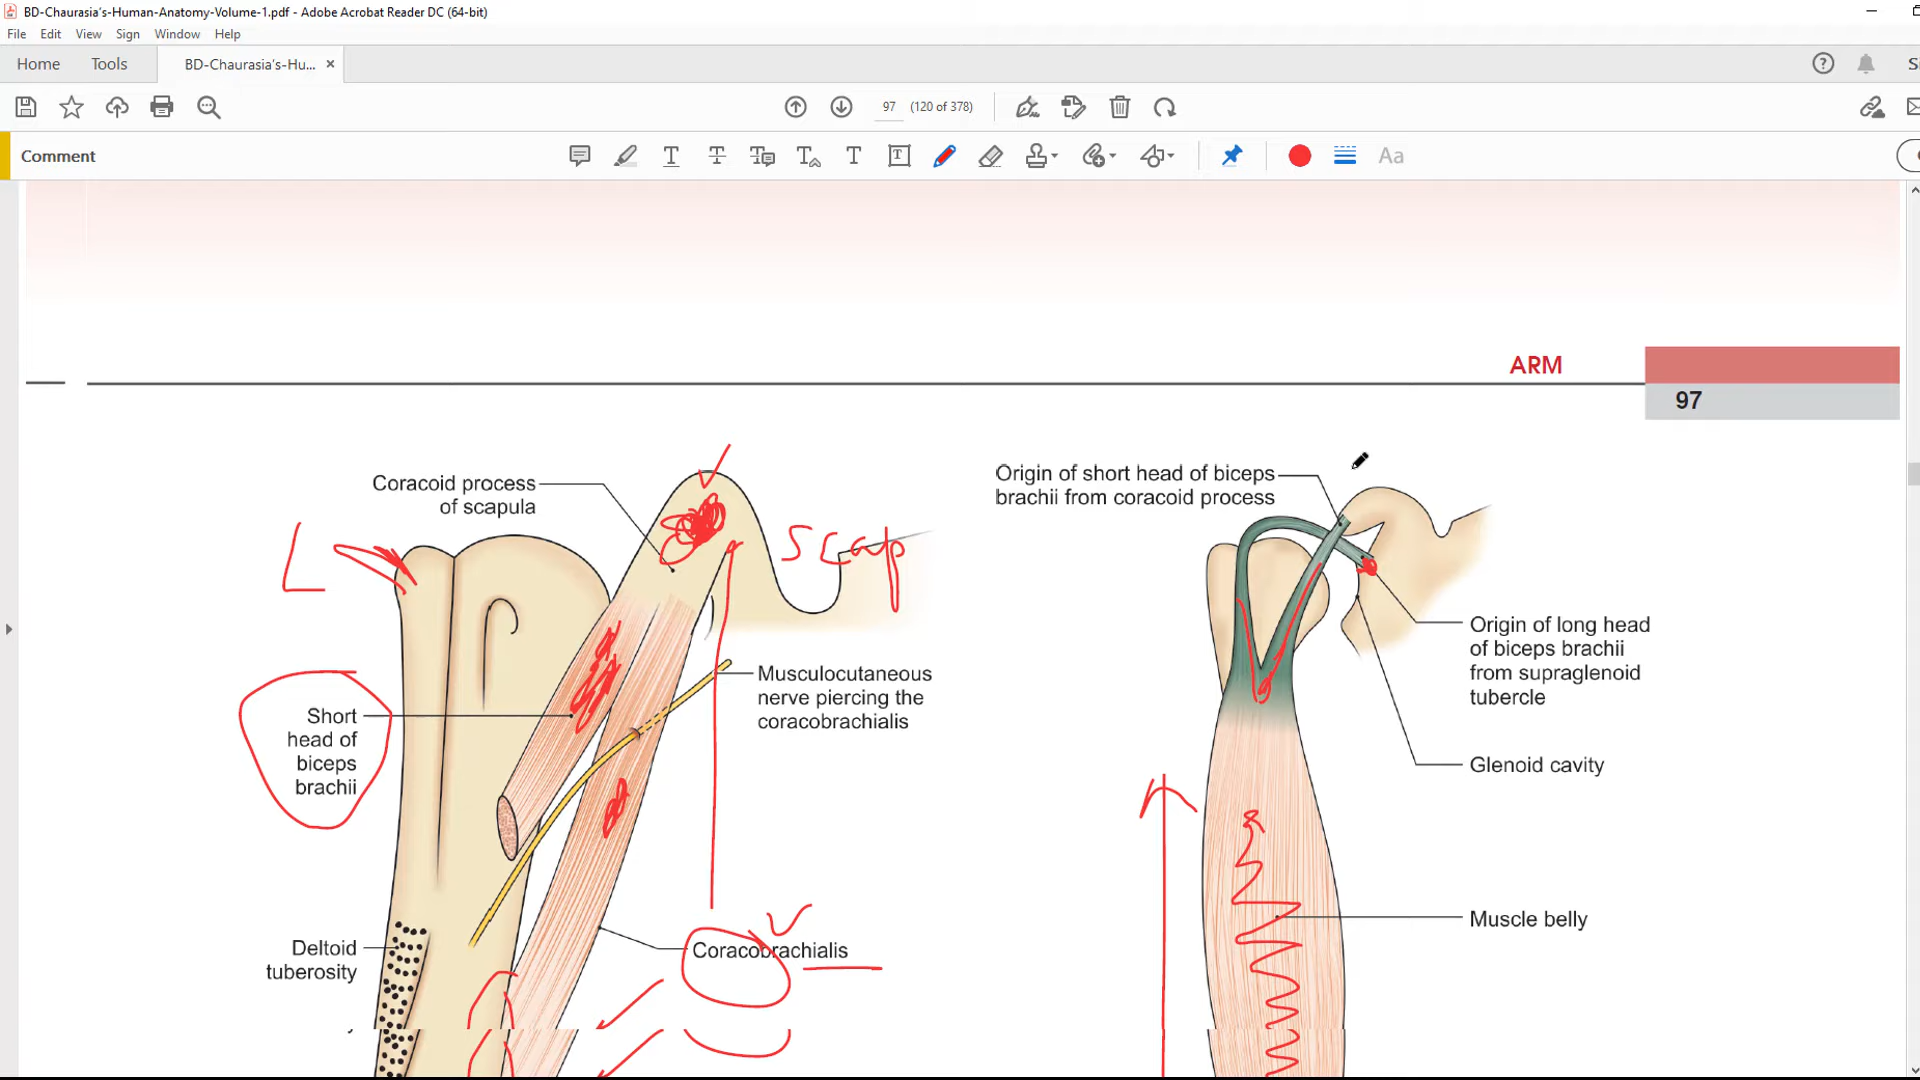 BD-Chaurasia's-Human-Anatomy-Volume-1.pdf - Adobe Acrobat Reader DC (64-bit)
File Edit View Sign Window Help
Home Tools BD-Chaurasia's-Hu... ×
97 (120 of 378)
Comment
Aa
ARM
97
Coracoid process
of scapula
L
scap
Short
head of
biceps
brachii
Musculocutaneous
nerve piercing the
coracobrachialis
Deltoid
tuberosity
Coracobrachialis
Origin of short head of biceps
brachii from coracoid process
Origin of long head
of biceps brachii
from supraglenoid
tubercle
Glenoid cavity
Muscle belly